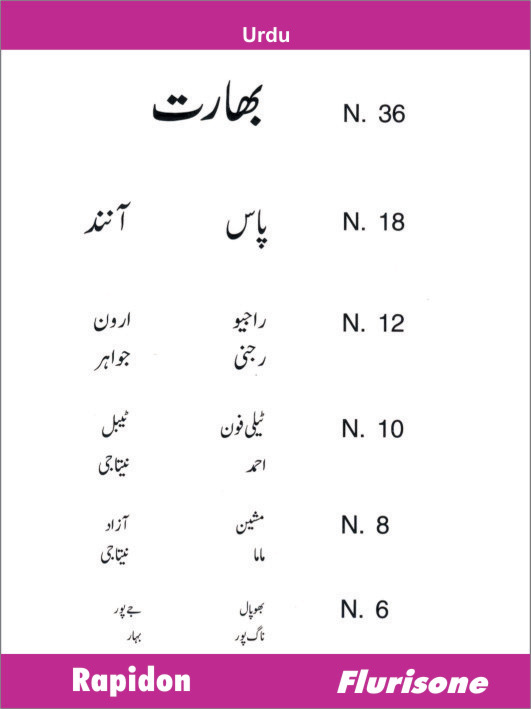 Urdu
بھارت N. 36
پاس آنند N. 18
راجیو ارون N. 12
رجنی جواہر
ٹیلی فون ٹیبل N. 10
احمد نیتاجی
مشین آزاد N. 8
ماما نیتاجی
بھوپال جے پور N. 6
ناگ پور بہار
Rapidon Flurisone